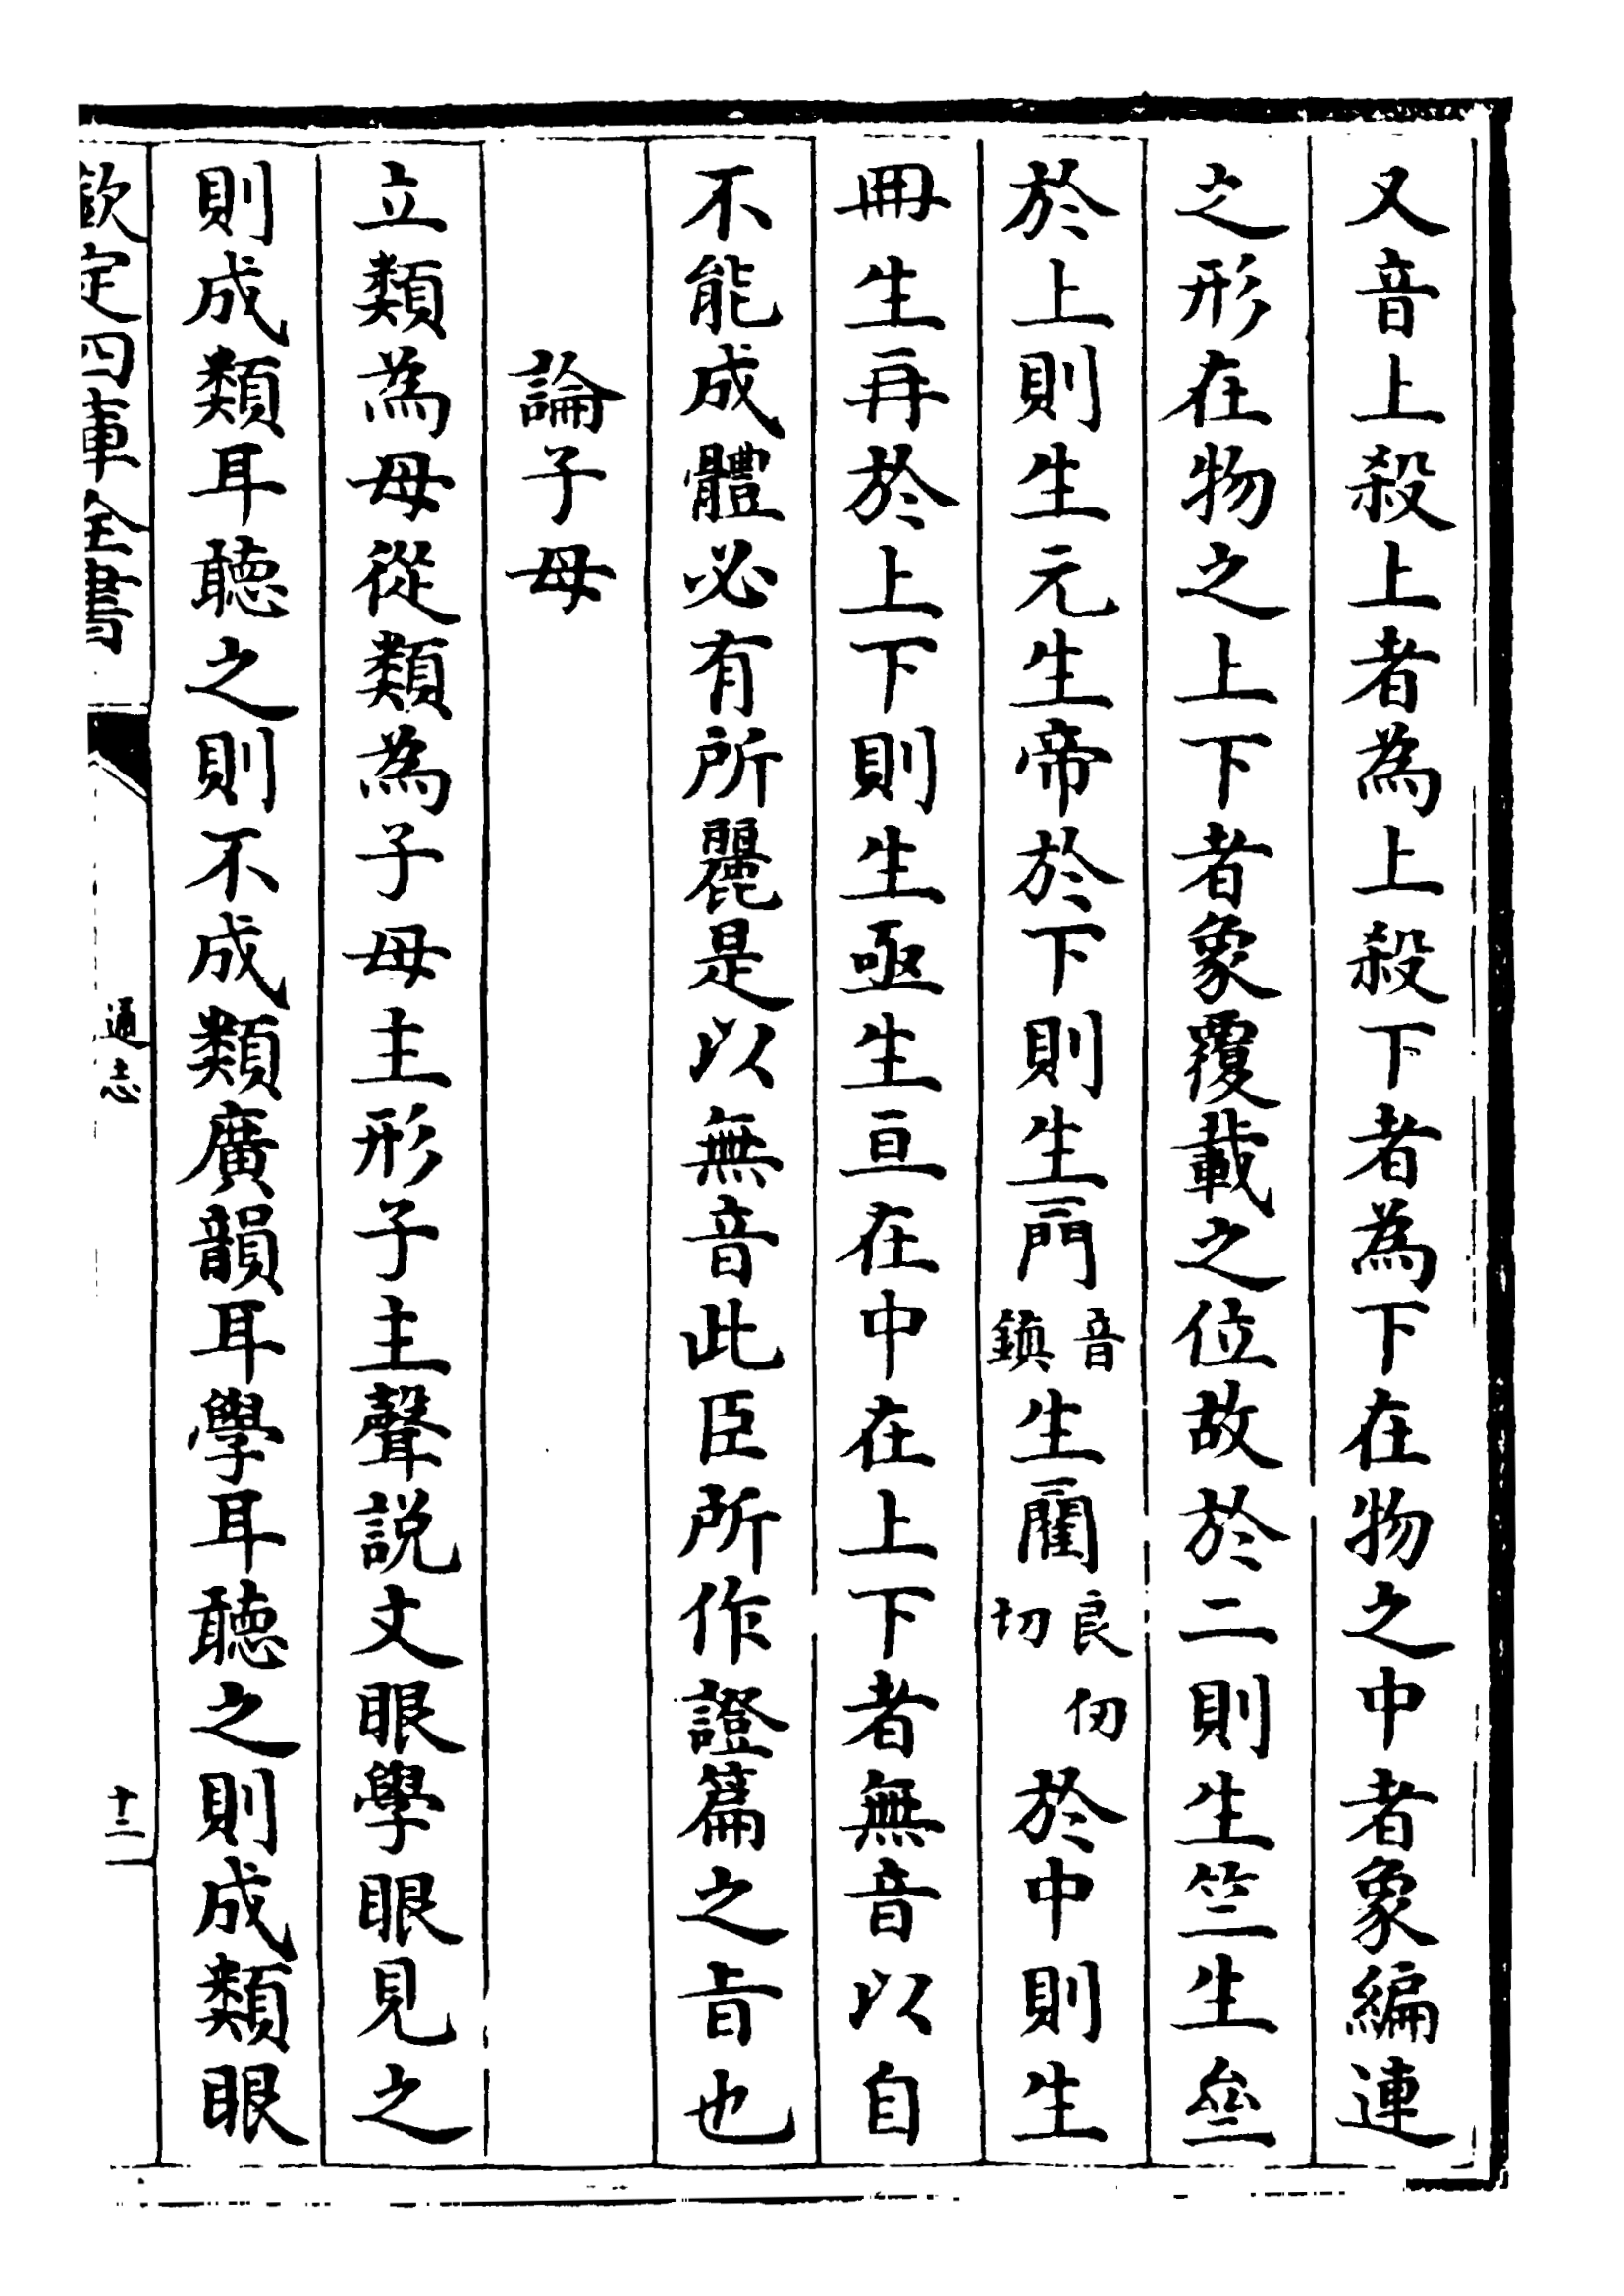 又音上殺上者為上殺下者為下在物之中者象編連
之形在物之上下者象覆載之位故於二則生竺生
於上則生元生帝於下則生 音鎮 生 良仞切 於中則生
冊生再於上下則生亟生亘在中在上下者無音以自
不能成體必有所麗是以無音此臣所作證篇之旨也
論子母
立類為母從類為子母主形子主聲説文眼學眼見之
則成類耳聽之則不成類廣韻耳學耳聽之則成類眼
欽定四庫全書
通志
十二